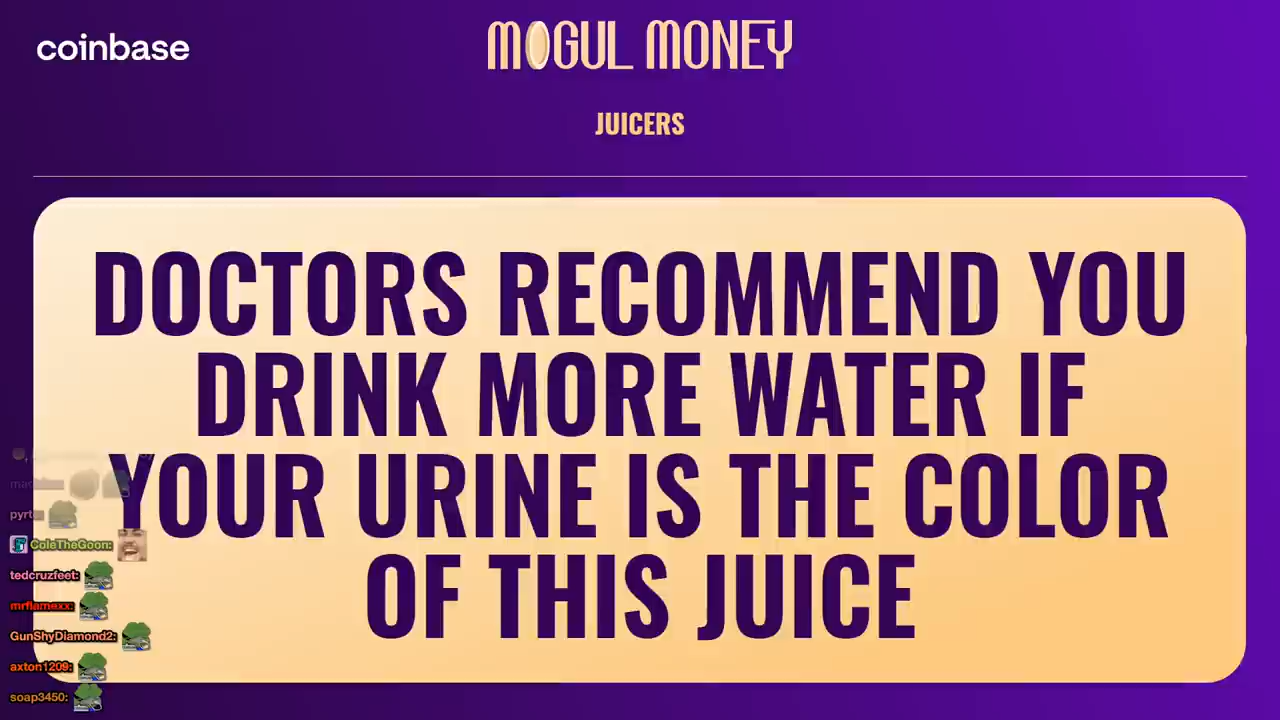 coinbase
MOGUL MONEY
JUICERS
DOCTORS RECOMMEND YOU
DRINK MORE WATER IF
YOUR URINE IS THE COLOR
OF THIS JUICE
ColeTheGoon:
tedcruzfeet:
mrflamexx:
GunShyDiamond2:
axton1209:
soap3450: